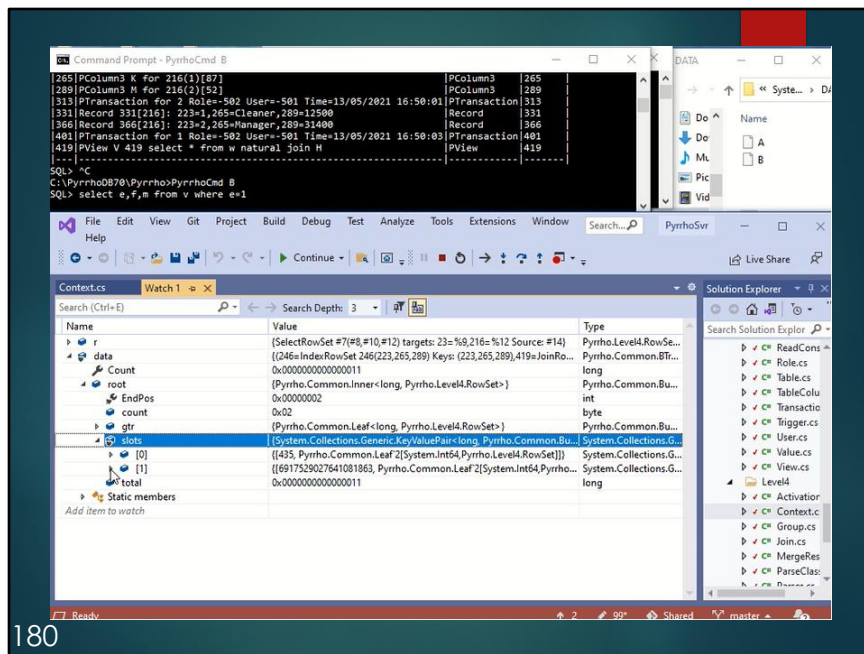 Command Prompt - PyrrhoCmd B
|265|PColumn3 K for 216(1)[87] |PColumn3 |265 |
|289|PColumn3 M for 216(2)[52] |PColumn3 |289 |
|313|PTransaction for 2 Role=-502 User=-501 Time=13/05/2021 16:50:01|PTransaction|313 |
|331|Record 331[216]: 223=1,265=Cleaner,289=12500 |Record |331 |
|366|Record 366[216]: 223=2,265=Manager,289=31400 |Record |366 |
|401|PTransaction for 1 Role=-502 User=-501 Time=13/05/2021 16:50:03|PTransaction|401 |
|419|PView V 419 select * from w natural join H |PView |419 |
SQL> ^C
C:\PyrrhoDB70\Pyrrho>PyrrhoCmd B
SQL> select e,f,m from v where e=1
DATA
« Syste... › DA
Do Name
Do A
Mu B
Pic
Vid
File Edit View Git Project Build Debug Test Analyze Tools Extensions Window Search... PyrrhoSvr
Help
Continue Live Share
Context.cs Watch 1
Search (Ctrl+E) Search Depth: 3
Name Value Type
r {SelectRowSet #7(#8,#10,#12) targets: 23=%9,216=%12 Source: #14} Pyrrho.Level4.RowSe...
data {(246=IndexRowSet 246(223,265,289) Keys: (223,265,289),419=JoinRo... Pyrrho.Common.BTr...
Count 0x0000000000000011 long
root {Pyrrho.Common.Inner<long, Pyrrho.Level4.RowSet>} Pyrrho.Common.Bu...
EndPos 0x00000002 int
count 0x02 byte
gtr {Pyrrho.Common.Leaf<long, Pyrrho.Level4.RowSet>} Pyrrho.Common.Bu...
slots {System.Collections.Generic.KeyValuePair<long, Pyrrho.Common.Bu... System.Collections.G...
[0] {[435, Pyrrho.Common.Leaf`2[System.Int64,Pyrrho.Level4.RowSet]]} System.Collections.G...
[1] {[6917529027641081863, Pyrrho.Common.Leaf`2[System.Int64,Pyrrho... System.Collections.G...
total 0x0000000000000011 long
Static members
Add item to watch
Solution Explorer
Search Solution Explor
C# ReadCons
C# Role.cs
C# Table.cs
C# TableColu
C# Transactio
C# Trigger.cs
C# User.cs
C# Value.cs
C# View.cs
Level4
C# Activation
C# Context.c
C# Group.cs
C# Join.cs
C# MergeRes
C# ParseClas
Ready 2 99* Shared master
180